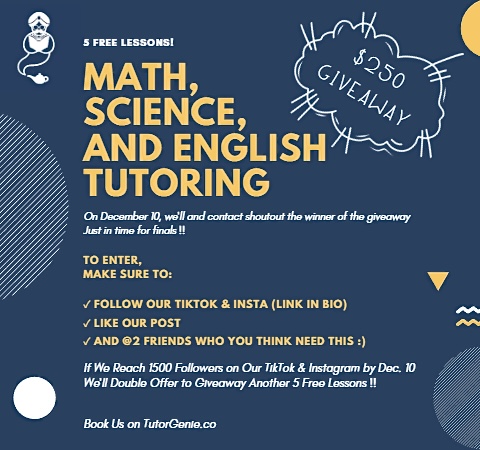 5 FREE LESSONS!
$250
GIVEAWAY
MATH,
SCIENCE,
AND ENGLISH
TUTORING
On December 10, we'll and contact shoutout the winner of the giveaway
Just in time for finals !!
TO ENTER,
MAKE SURE TO:
✓ FOLLOW OUR TIKTOK & INSTA (LINK IN BIO)
✓ LIKE OUR POST
✓ AND @2 FRIENDS WHO YOU THINK NEED THIS :)
If We Reach 1500 Followers on Our TikTok & Instagram by Dec. 10
We'll Double Offer to Giveaway Another 5 Free Lessons !!
Book Us on TutorGenie.co